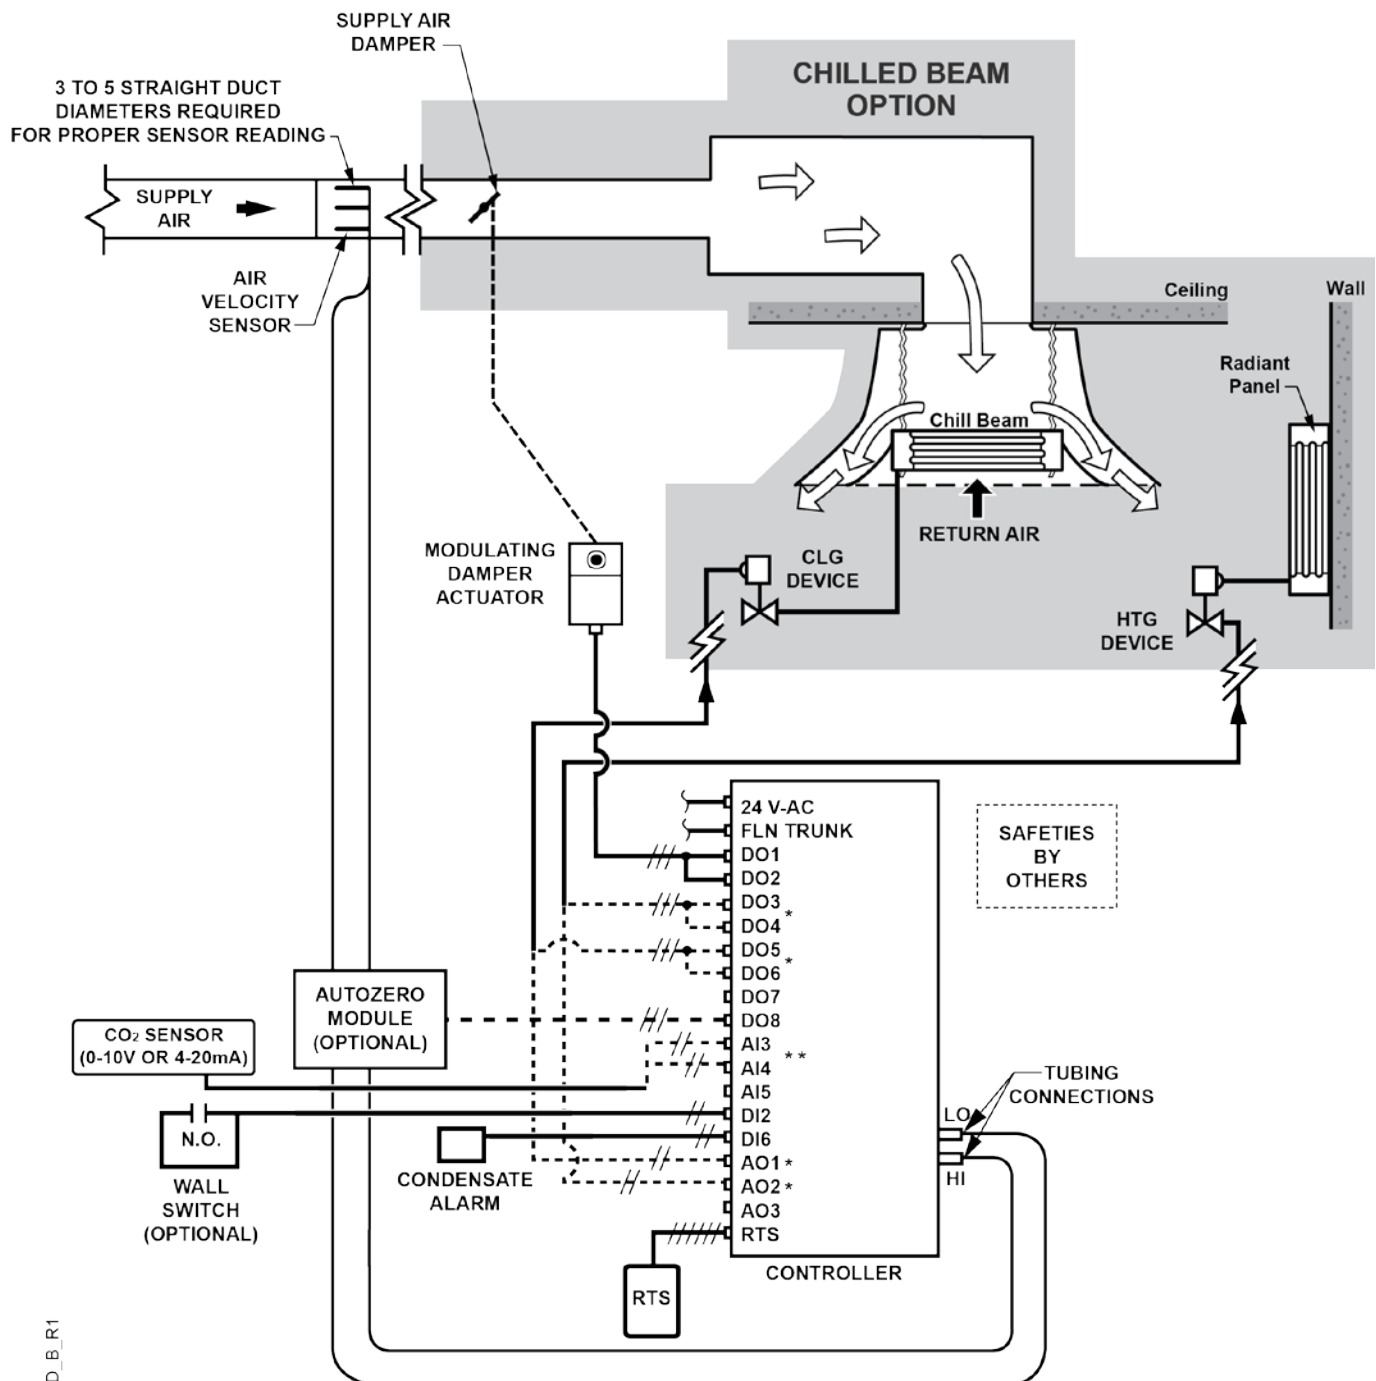 SUPPLY AIR
DAMPER
CHILLED BEAM
OPTION
3 TO 5 STRAIGHT DUCT
DIAMETERS REQUIRED
FOR PROPER SENSOR READING
SUPPLY
AIR
AIR
VELOCITY
SENSOR
Ceiling
Wall
Radiant
Panel
Chill Beam
RETURN AIR
MODULATING
DAMPER
ACTUATOR
CLG
DEVICE
HTG
DEVICE
24 V-AC
FLN TRUNK
DO1
DO2
DO3
*
DO4
DO5
*
DO6
DO7
DO8
AI3
**
AI4
AI5
DI2
DI6
AO1*
AO2*
AO3
RTS
CONTROLLER
SAFETIES
BY
OTHERS
AUTOZERO
MODULE
(OPTIONAL)
CO₂ SENSOR
(0-10V OR 4-20mA)
N.O.
WALL
SWITCH
(OPTIONAL)
CONDENSATE
ALARM
RTS
TUBING
CONNECTIONS
LO
HI
D_B_R1